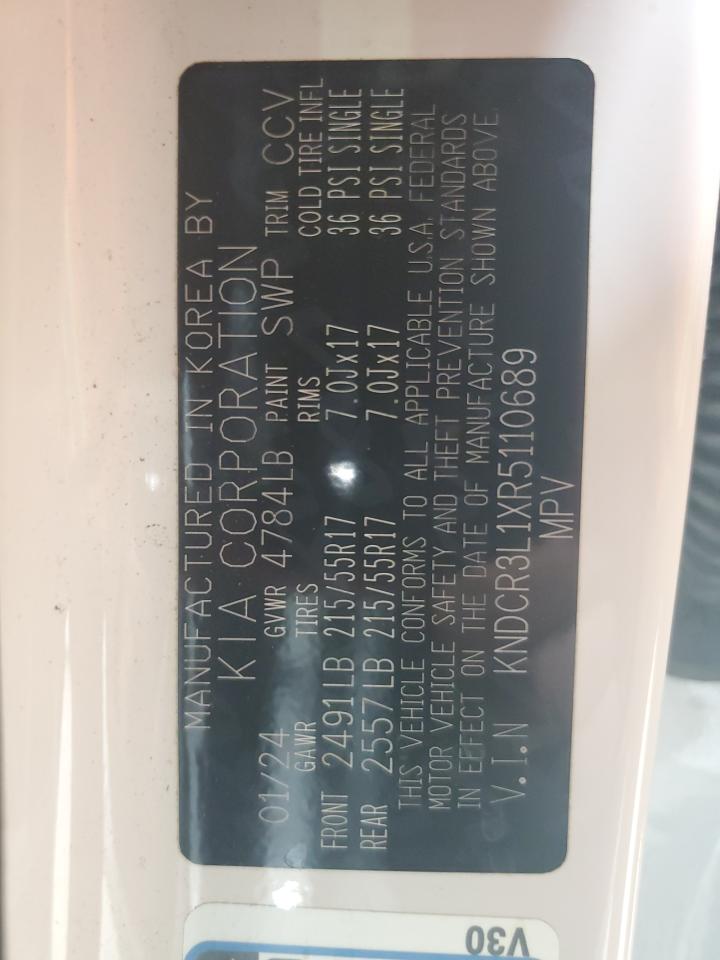 MANUFACTURED IN KOREA BY
KIA CORPORATION
01/24 GVWR 4784LB PAINT SWP TRIM CCV
GAWR TIRES RIMS COLD TIRE INFL
FRONT 2491LB 215/55R17 7.0Jx17 36 PSI SINGLE
REAR 2557LB 215/55R17 7.0Jx17 36 PSI SINGLE
THIS VEHICLE CONFORMS TO ALL APPLICABLE U.S.A. FEDERAL
MOTOR VEHICLE SAFETY AND THEFT PREVENTION STANDARDS
IN EFFECT ON THE DATE OF MANUFACTURE SHOWN ABOVE.
V.I.N KNDCR3L1XR5110689
MPV
V30